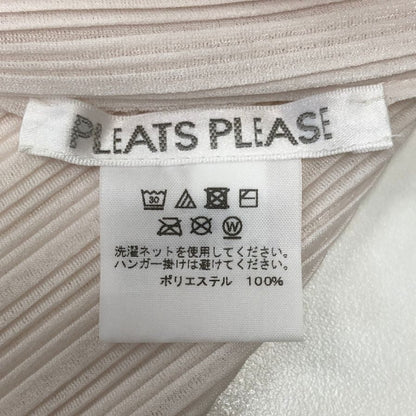 PLEATS PLEASE
30
W
洗濯ネットを使用してください。
ハンガー掛けは避けてください。
ポリエステル 100%